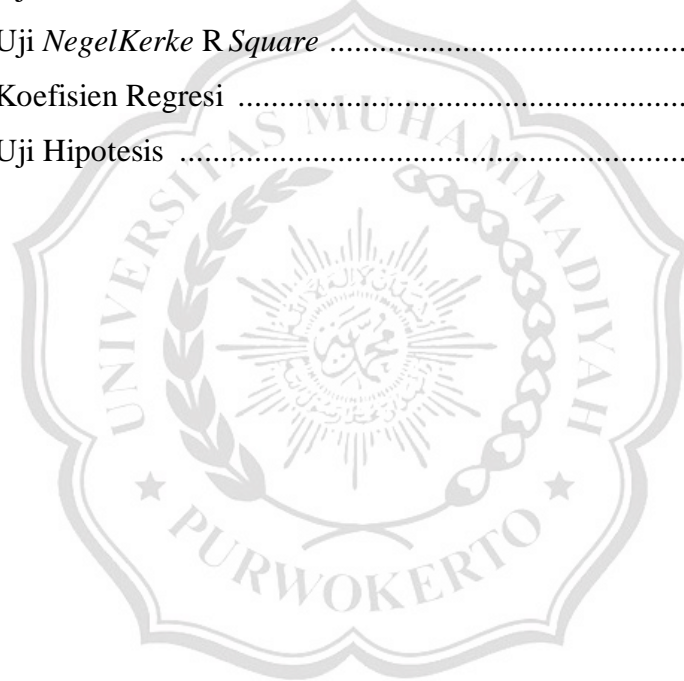 Uji NegelKerke R Square ....................................................
Koefisien Regresi ..................................................................
Uji Hipotesis ..........................................................................
UNIVERSITAS MUHAMMADIYAH
PURWOKERTO